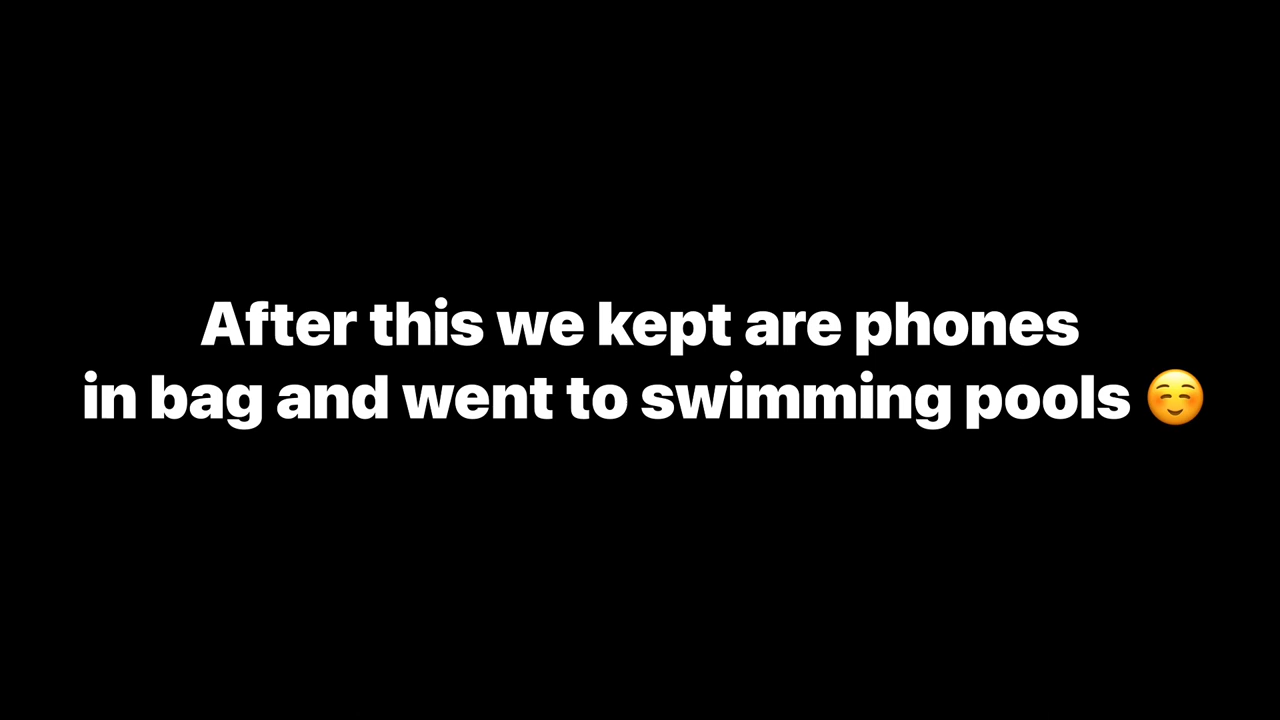 After this we kept are phones
in bag and went to swimming pools ☺️